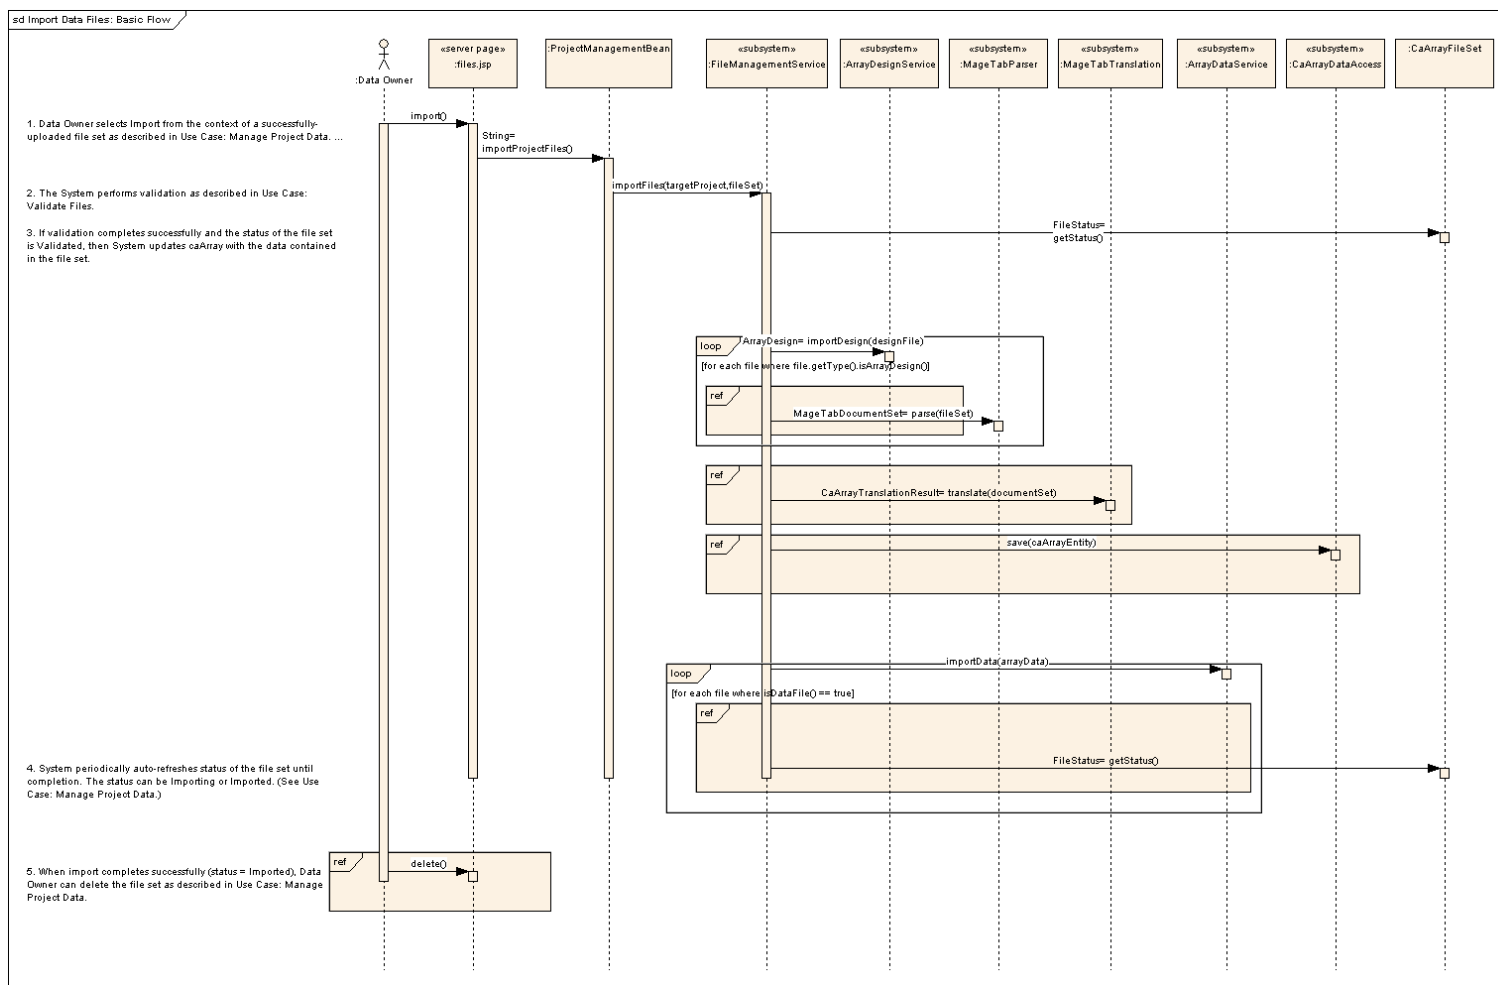 sd Import Data Files: Basic Flow
:Data Owner
«server page»
:files.jsp
:ProjectManagementBean
«subsystem»
:FileManagementService
«subsystem»
:ArrayDesignService
«subsystem»
:MageTabParser
«subsystem»
:MageTabTranslation
«subsystem»
:ArrayDataService
«subsystem»
:CaArrayDataAccess
:CaArrayFileSet
1. Data Owner selects Import from the context of a successfully-
uploaded file set as described in Use Case: Manage Project Data. ...
import()
String=
importProjectFiles()
2. The System performs validation as described in Use Case:
Validate Files.
importFiles(targetProject,fileSet)
3. If validation completes successfully and the status of the file set
is Validated, then System updates caArray with the data contained
in the file set.
FileStatus=
getStatus()
loop
ArrayDesign= importDesign(designFile)
[for each file where file.getType().isArrayDesign()]
ref
MageTabDocumentSet= parse(fileSet)
ref
CaArrayTranslationResult= translate(documentSet)
ref
save(caArrayEntity)
loop
importData(arrayData)
[for each file where isDataFile() == true]
ref
FileStatus= getStatus()
4. System periodically auto-refreshes status of the file set until
completion. The status can be Importing or Imported. (See Use
Case: Manage Project Data.)
ref
delete()
5. When import completes successfully (status = Imported), Data
Owner can delete the file set as described in Use Case: Manage
Project Data.